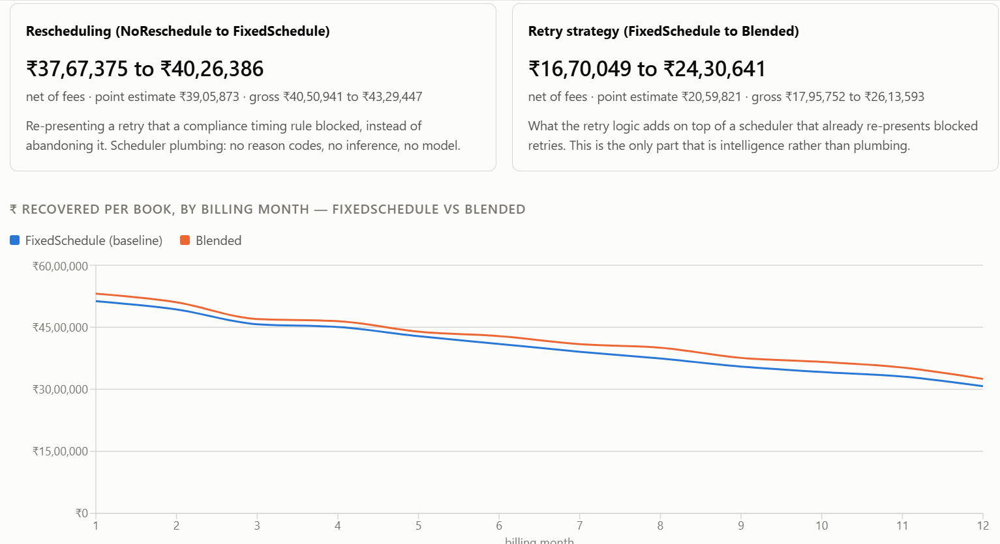 Rescheduling (NoReschedule to FixedSchedule)
₹37,67,375 to ₹40,26,386
net of fees · point estimate ₹39,05,873 · gross ₹40,50,941 to ₹43,29,447
Re-presenting a retry that a compliance timing rule blocked, instead of
abandoning it. Scheduler plumbing: no reason codes, no inference, no model.
Retry strategy (FixedSchedule to Blended)
₹16,70,049 to ₹24,30,641
net of fees · point estimate ₹20,59,821 · gross ₹17,95,752 to ₹26,13,593
What the retry logic adds on top of a scheduler that already re-presents blocked
retries. This is the only part that is intelligence rather than plumbing.
₹ RECOVERED PER BOOK, BY BILLING MONTH — FIXEDSCHEDULE VS BLENDED
FixedSchedule (baseline) Blended
₹60,00,000
₹45,00,000
₹30,00,000
₹15,00,000
₹0
1 2 3 4 5 6 7 8 9 10 11 12
billing month